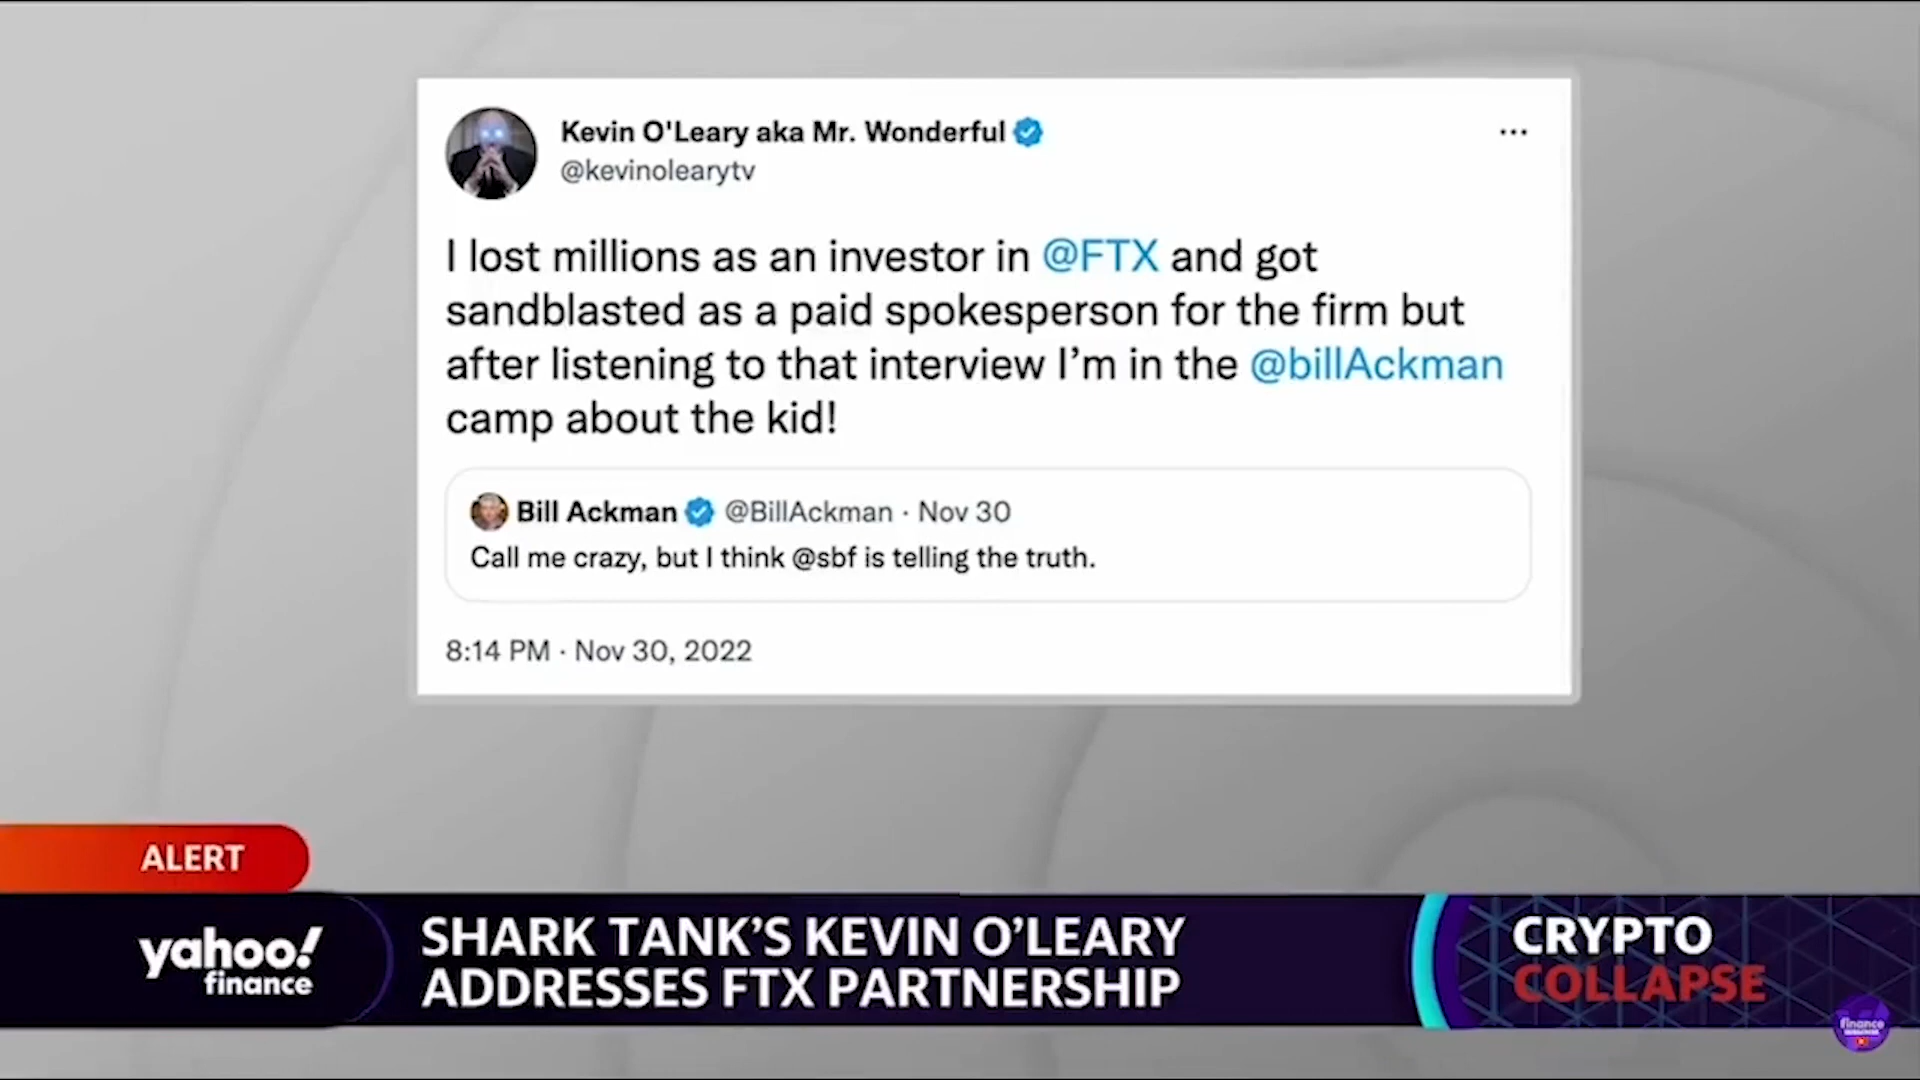 Kevin O'Leary aka Mr. Wonderful
@kevinolearytv
I lost millions as an investor in @FTX and got
sandblasted as a paid spokesperson for the firm but
after listening to that interview I'm in the @billAckman
camp about the kid!
Bill Ackman @BillAckman · Nov 30
Call me crazy, but I think @sbf is telling the truth.
8:14 PM · Nov 30, 2022
ALERT
yahoo!
finance
SHARK TANK'S KEVIN O'LEARY
ADDRESSES FTX PARTNERSHIP
CRYPTO
COLLAPSE
finance